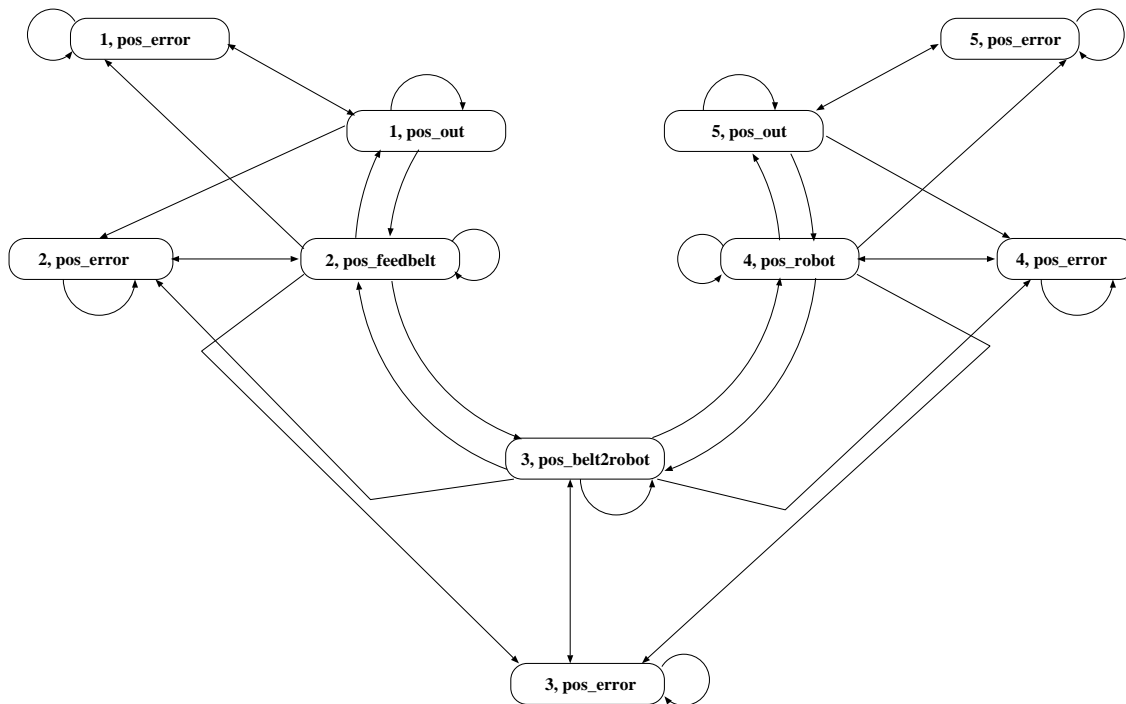 1, pos_error
5, pos_error
1, pos_out
5, pos_out
2, pos_error
2, pos_feedbelt
4, pos_robot
4, pos_error
3, pos_belt2robot
3, pos_error